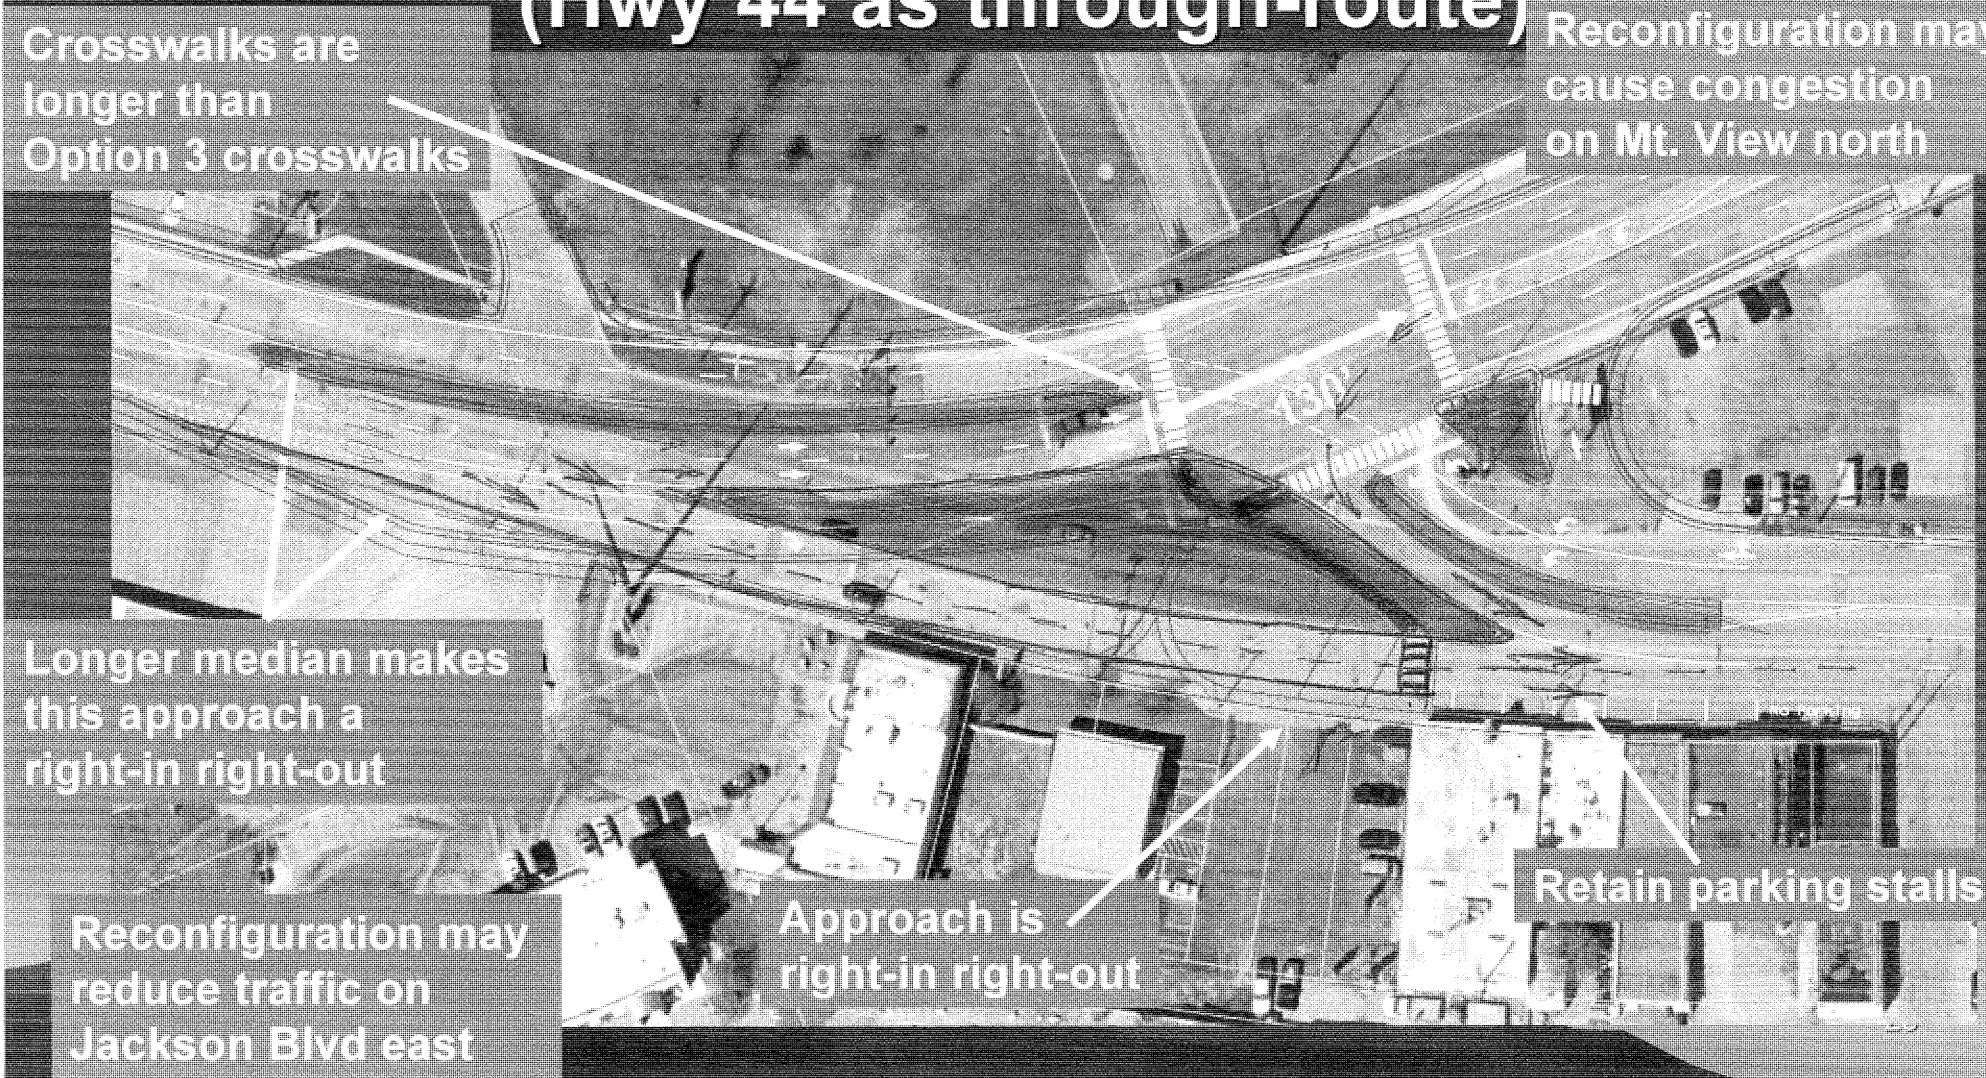 (Hwy 44 as through-route)
Crosswalks are
longer than
Option 3 crosswalks
Reconfiguration may
cause congestion
on Mt. View north
130'
Longer median makes
this approach a
right-in right-out
no parking
Retain parking stalls
Approach is
right-in right-out
Reconfiguration may
reduce traffic on
Jackson Blvd east